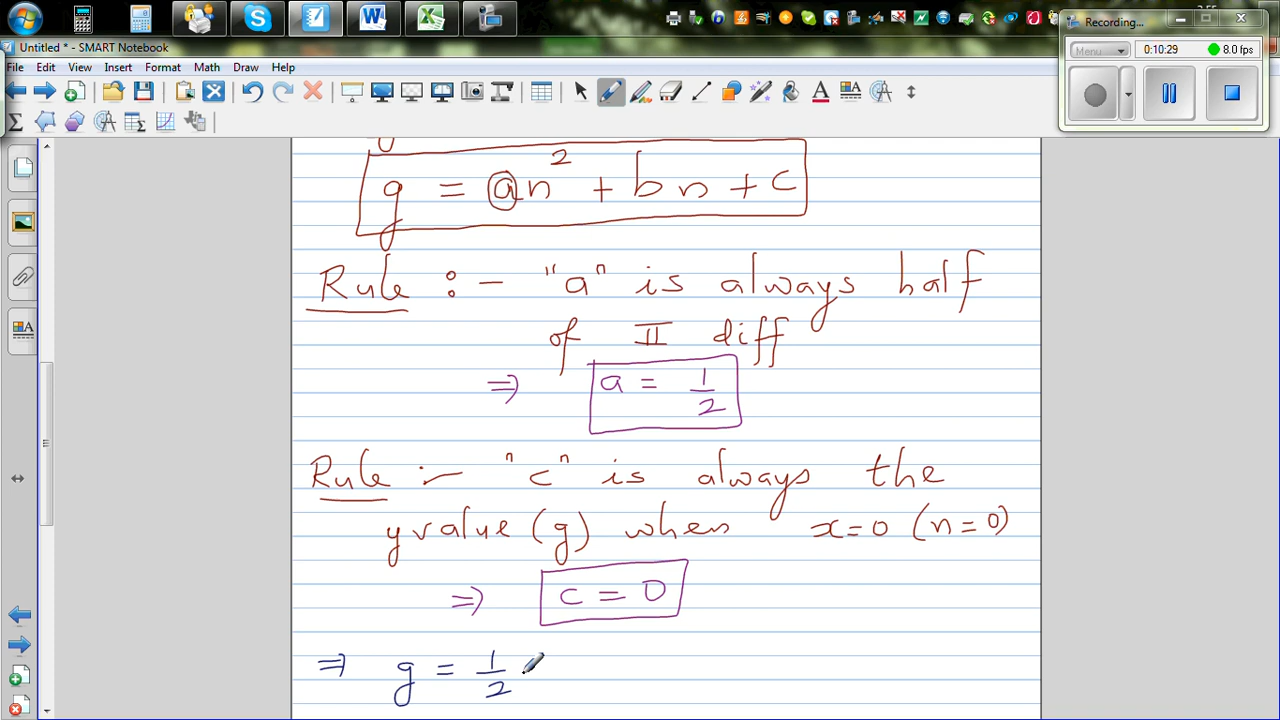 Recording...
Menu
0:10:29
8.0 fps
Untitled * - SMART Notebook
File Edit View Insert Format Math Draw Help
g = an² + bn + c
Rule :- "a" is always half
of II diff
⇒ a = 1/2
Rule :- "c" is always the
y value (g) when x=0 (n=0)
⇒ c = 0
⇒ g = 1/2